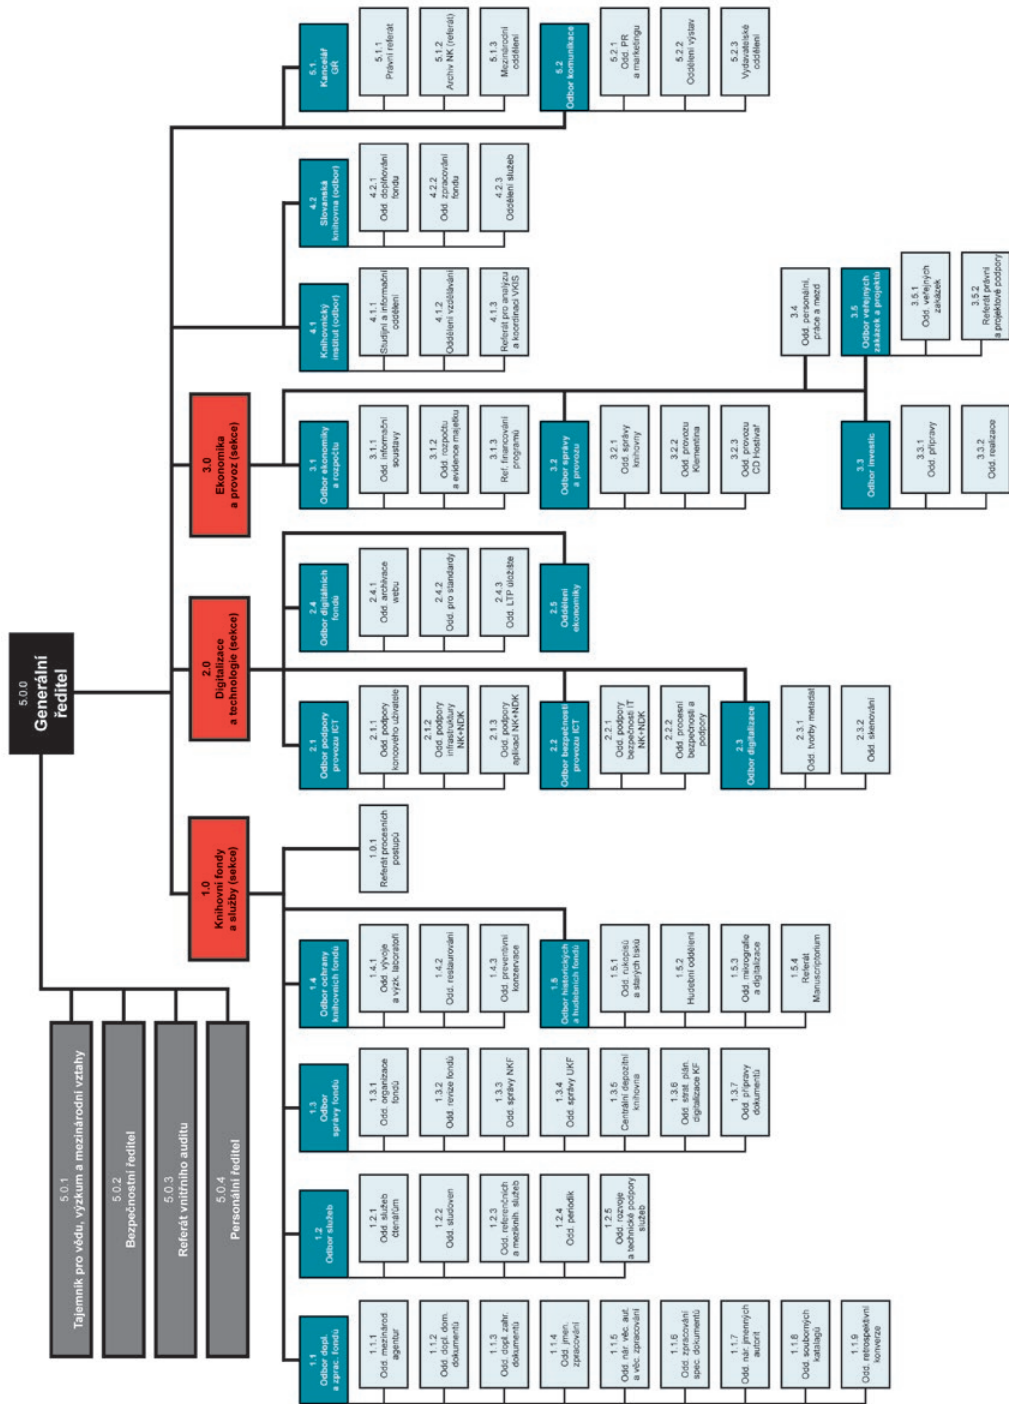 5.0.0
Generální
ředitel
5.0.1
Tajemník pro vědu, výzkum a mezinárodní vztahy
5.0.2
Bezpečnostní ředitel
5.0.3
Referát vnitřního auditu
5.0.4
Personální ředitel
1.0
Knihovní fondy
a služby (sekce)
2.0
Digitalizace
a technologie (sekce)
3.0
Ekonomika
a provoz (sekce)
1.0.1
Referát procesních
postupů
1.1
Odbor dopl.
a zprac. fondů
1.1.1
Odd. mezinárod.
agentur
1.1.2
Odd. dopl. dom.
dokumentů
1.1.3
Odd. dopl. zahr.
dokumentů
1.1.4
Odd. jmen.
zpracování
1.1.5
Odd. nár. věc. aut.
a věc. zpracování
1.1.6
Odd. zpracování
spec. dokumentů
1.1.7
Odd. nár. jmenných
autorit
1.1.8
Odd. souborných
katalogů
1.1.9
Odd. retrospektivní
konverze
1.2
Odbor služeb
1.2.1
Odd. služeb
čtenářům
1.2.2
Odd. studoven
1.2.3
Odd. referenčních
a meziknih. služeb
1.2.4
Odd. periodik
1.2.5
Odd. rozvoje
a technické podpory
služeb
1.3
Odbor
správy fondů
1.3.1
Odd. organizace
fondů
1.3.2
Odd. revize fondů
1.3.3
Odd. správy NKF
1.3.4
Odd. správy UKF
1.3.5
Centrální depozitní
knihovna
1.3.6
Odd. strat. plán.
digitalizace KF
1.3.7
Odd. přípravy
dokumentů
1.4
Odbor ochrany
knihovních fondů
1.4.1
Odd. vývoje
a výzk. laboratoří
1.4.2
Odd. restaurování
1.4.3
Odd. preventivní
konzervace
1.5
Odbor historických
a hudebních fondů
1.5.1
Odd. rukopisů
a starých tisků
1.5.2
Hudební oddělení
1.5.3
Odd. mikrografie
a digitalizace
1.5.4
Referát
Manuscriptorium
2.1
Odbor podpory
provozu ICT
2.1.1
Odd. podpory
koncového uživatele
2.1.2
Odd. podpory
infrastruktury
NK+NDK
2.1.3
Odd. podpory
aplikací NK+NDK
2.2
Odbor bezpečnosti
provozu ICT
2.2.1
Odd. podpory
bezpečnosti IT
NK+NDK
2.2.2
Odd. procesní
bezpečnosti a
podpory
2.3
Odbor digitalizace
2.3.1
Odd. tvorby metadat
2.3.2
Odd. skenování
2.4
Odbor digitálních
fondů
2.4.1
Odd. archivace
webu
2.4.2
Odd. pro standardy
2.4.3
Odd. LTP úložiště
2.5
Oddělení
ekonomiky
3.1
Odbor ekonomiky
a rozpočtu
3.1.1
Odd. informační
soustavy
3.1.2
Odd. rozpočtu
a evidence majetku
3.1.3
Ref. financování
programů
3.2
Odbor správy
a provozu
3.2.1
Odd. správy
knihovny
3.2.2
Odd. provozu
Klementina
3.2.3
Odd. provozu
CD Hostivař
3.3
Odbor investic
3.3.1
Odd. přípravy
3.3.2
Odd. realizace
3.4
Odd. personální,
práce a mezd
3.5
Odbor veřejných
zakázek a projektů
3.5.1
Odd. veřejných
zakázek
3.5.2
Referát právní
a projektové podpory
4.1
Knihovnický
institut (odbor)
4.1.1
Studijní a informační
oddělení
4.1.2
Oddělení vzdělávání
4.1.3
Referát pro analýzu
a koordinaci VKIS
4.2
Slovanská
knihovna (odbor)
4.2.1
Odd. doplňování
fondu
4.2.2
Odd. zpracování
fondu
4.2.3
Oddělení služeb
5.1.
Kancelář
GŘ
5.1.1
Právní referát
5.1.2
Archiv NK (referát)
5.1.3
Mezinárodní
oddělení
5.2
Odbor komunikace
5.2.1
Odd. PR
a marketingu
5.2.2
Oddělení výstav
5.2.3
Vydavatelské
oddělení